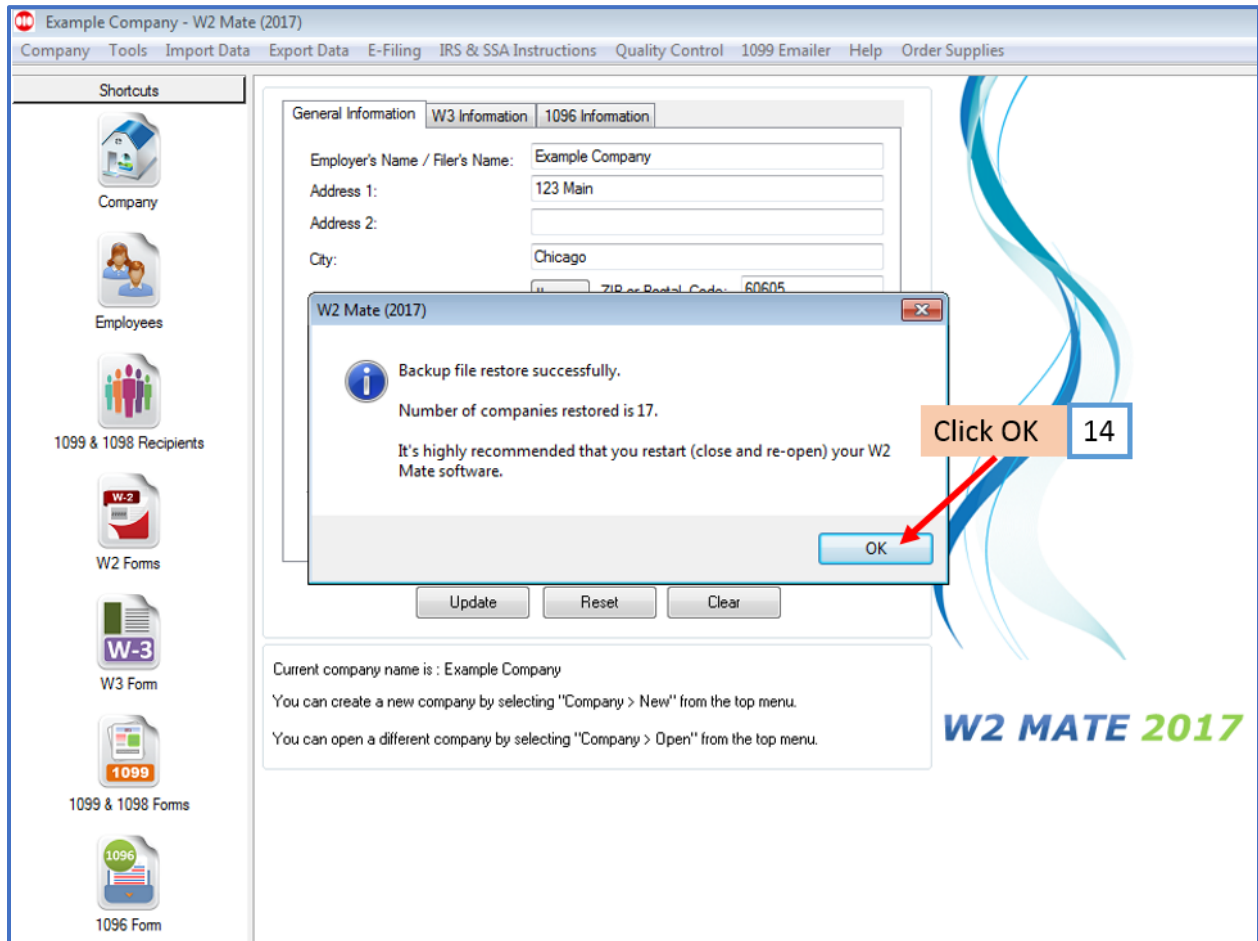 Example Company - W2 Mate (2017)
Company Tools Import Data Export Data E-Filing IRS & SSA Instructions Quality Control 1099 Emailer Help Order Supplies
Shortcuts
Company
Employees
1099 & 1098 Recipients
W-2
W2 Forms
W-3
W3 Form
1099
1099 & 1098 Forms
1096
1096 Form
General Information W3 Information 1096 Information
Employer's Name / Filer's Name: Example Company
Address 1: 123 Main
Address 2:
City: Chicago
ZIP or Postal Code: 60605
W2 Mate (2017)
Backup file restore successfully.
Number of companies restored is 17.
It's highly recommended that you restart (close and re-open) your W2
Mate software.
OK
Click OK 14
Update Reset Clear
Current company name is : Example Company
You can create a new company by selecting "Company > New" from the top menu.
You can open a different company by selecting "Company > Open" from the top menu.
W2 MATE 2017